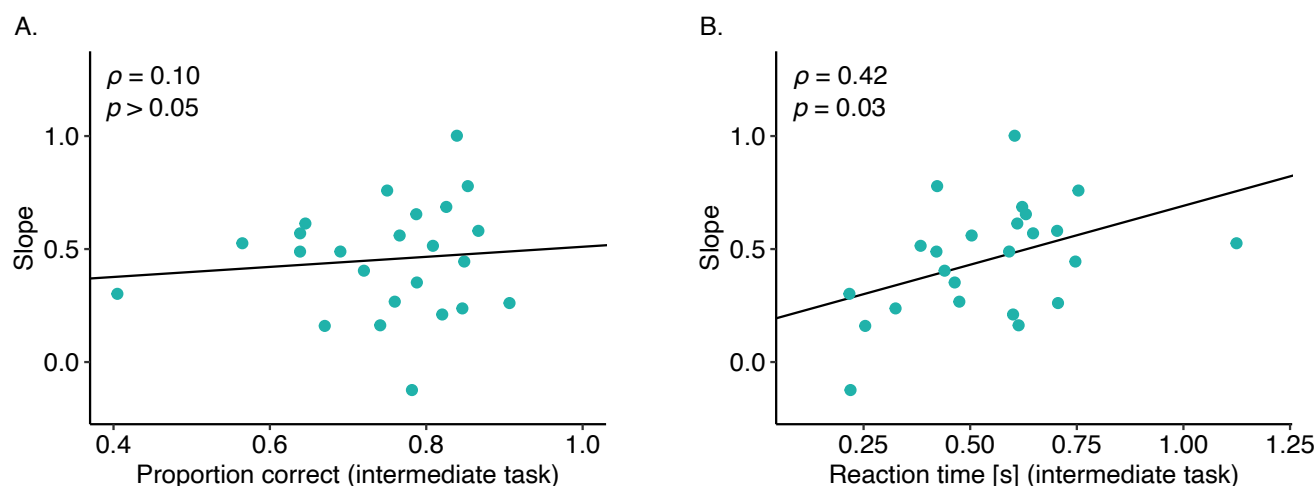 A.
ρ = 0.10
p > 0.05
1.0
0.5
0.0
Slope
0.4 0.6 0.8 1.0
Proportion correct (intermediate task)
B.
ρ = 0.42
p = 0.03
1.0
0.5
0.0
Slope
0.25 0.50 0.75 1.00 1.25
Reaction time [s] (intermediate task)